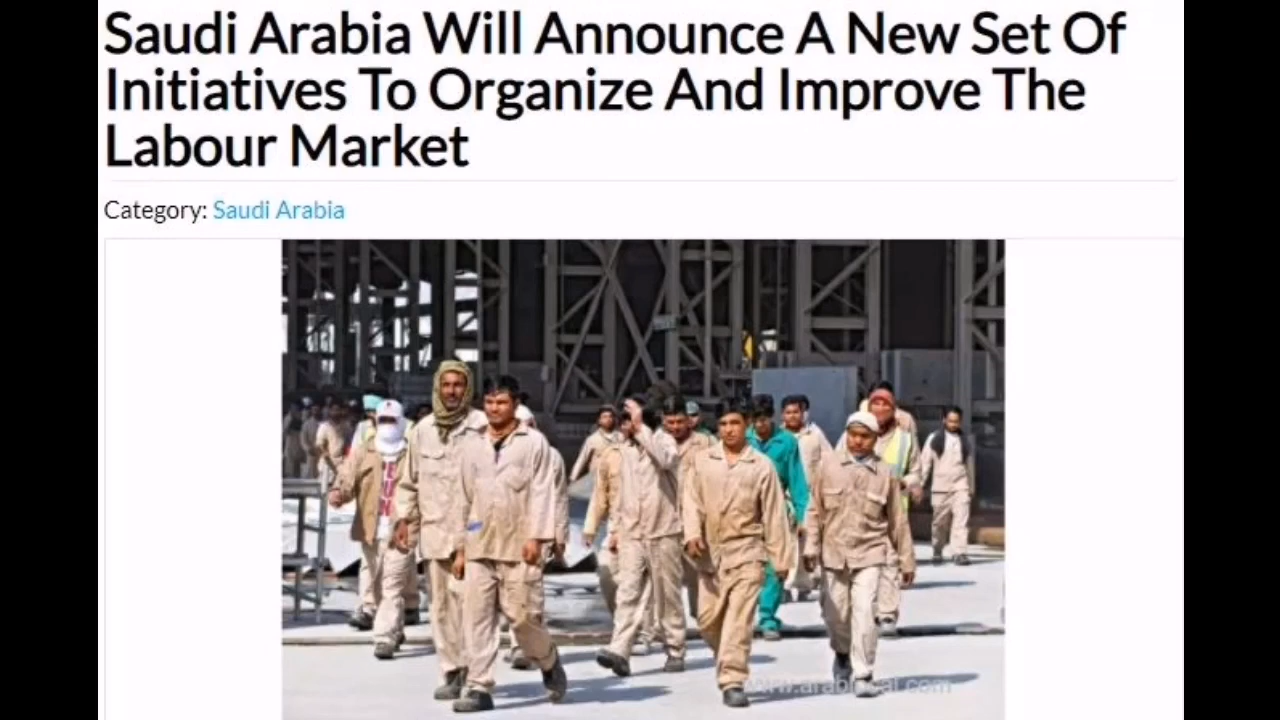 Saudi Arabia Will Announce A New Set Of
Initiatives To Organize And Improve The
Labour Market
Category: Saudi Arabia